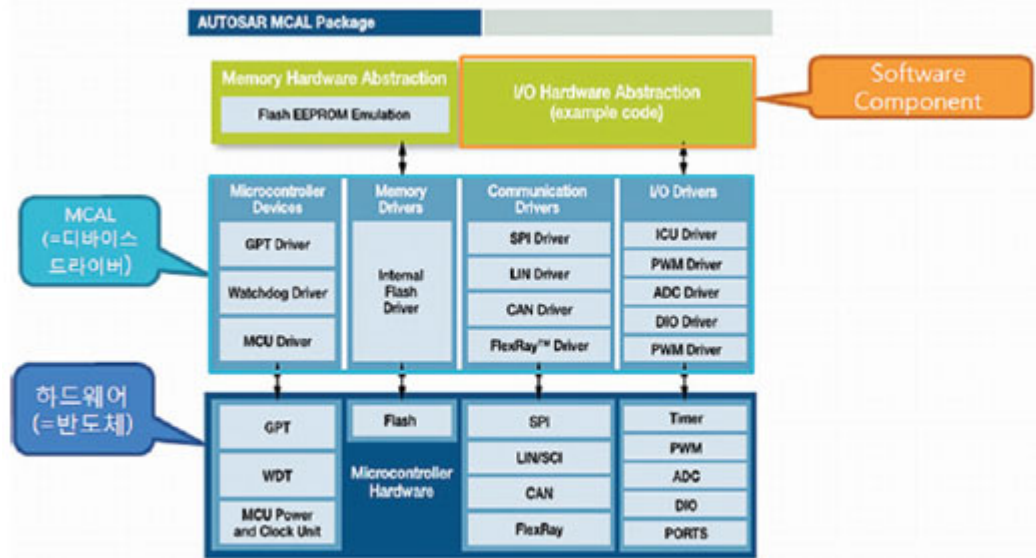 AUTOSAR MCAL Package
Memory Hardware Abstraction
Flash EEPROM Emulation
I/O Hardware Abstraction
(example code)
Software
Component
MCAL
(=디바이스
드라이버)
Microcontroller
Devices
GPT Driver
Watchdog Driver
MCU Driver
Memory
Drivers
Internal
Flash
Driver
Communication
Drivers
SPI Driver
LIN Driver
CAN Driver
FlexRay™ Driver
I/O Drivers
ICU Driver
PWM Driver
ADC Driver
DIO Driver
PWM Driver
하드웨어
(=반도체)
GPT
WDT
MCU Power
and Clock Unit
Flash
Microcontroller
Hardware
SPI
LIN/SCI
CAN
FlexRay
Timer
PWM
ADC
DIO
PORTS